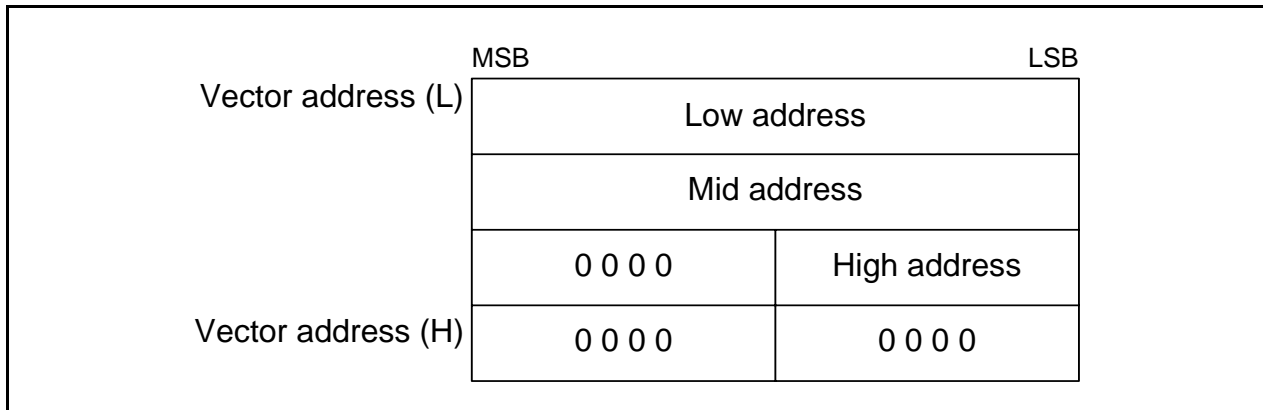 MSB LSB
Vector address (L) Low address
Mid address
0 0 0 0 High address
Vector address (H) 0 0 0 0 0 0 0 0